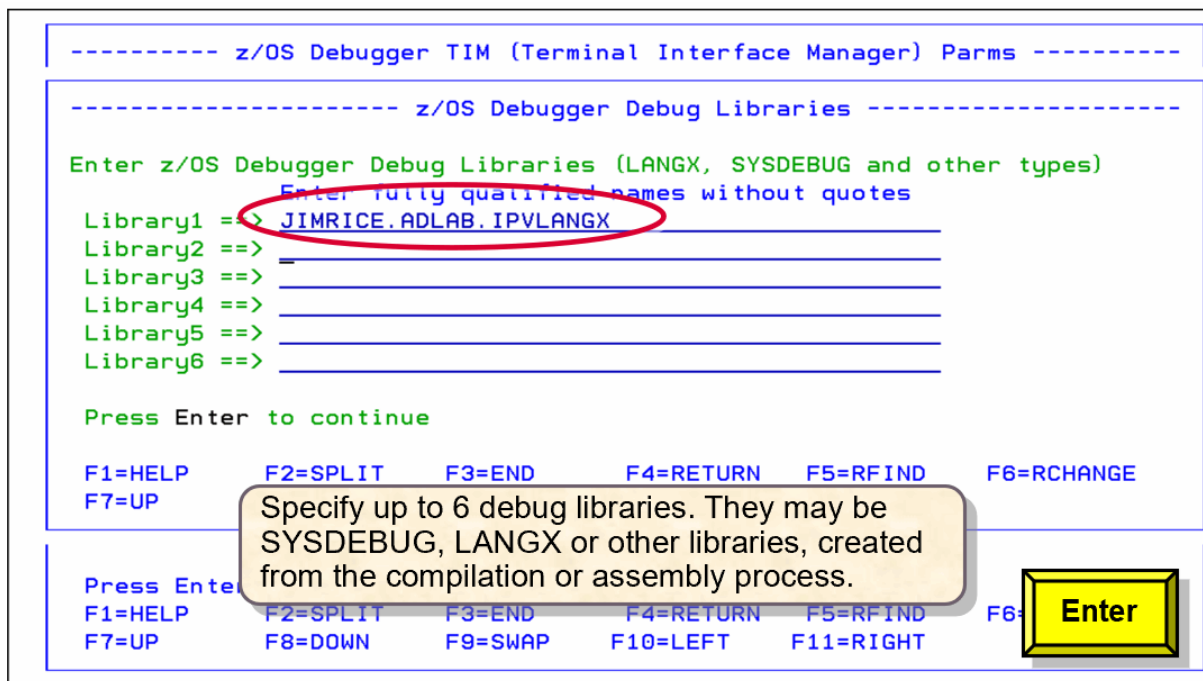 ---------- z/OS Debugger TIM (Terminal Interface Manager) Parms ----------
---------------------- z/OS Debugger Debug Libraries ---------------------
Enter z/OS Debugger Debug Libraries (LANGX, SYSDEBUG and other types)
Enter fully qualified names without quotes
Library1 ==> JIMRICE.ADLAB.IPVLANGX
Library2 ==> _
Library3 ==>
Library4 ==>
Library5 ==>
Library6 ==>
Press Enter to continue
F1=HELP F2=SPLIT F3=END F4=RETURN F5=RFIND F6=RCHANGE
F7=UP
Specify up to 6 debug libraries. They may be
SYSDEBUG, LANGX or other libraries, created
from the compilation or assembly process.
Press Enter
F1=HELP F2=SPLIT F3=END F4=RETURN F5=RFIND F6=
F7=UP F8=DOWN F9=SWAP F10=LEFT F11=RIGHT
Enter